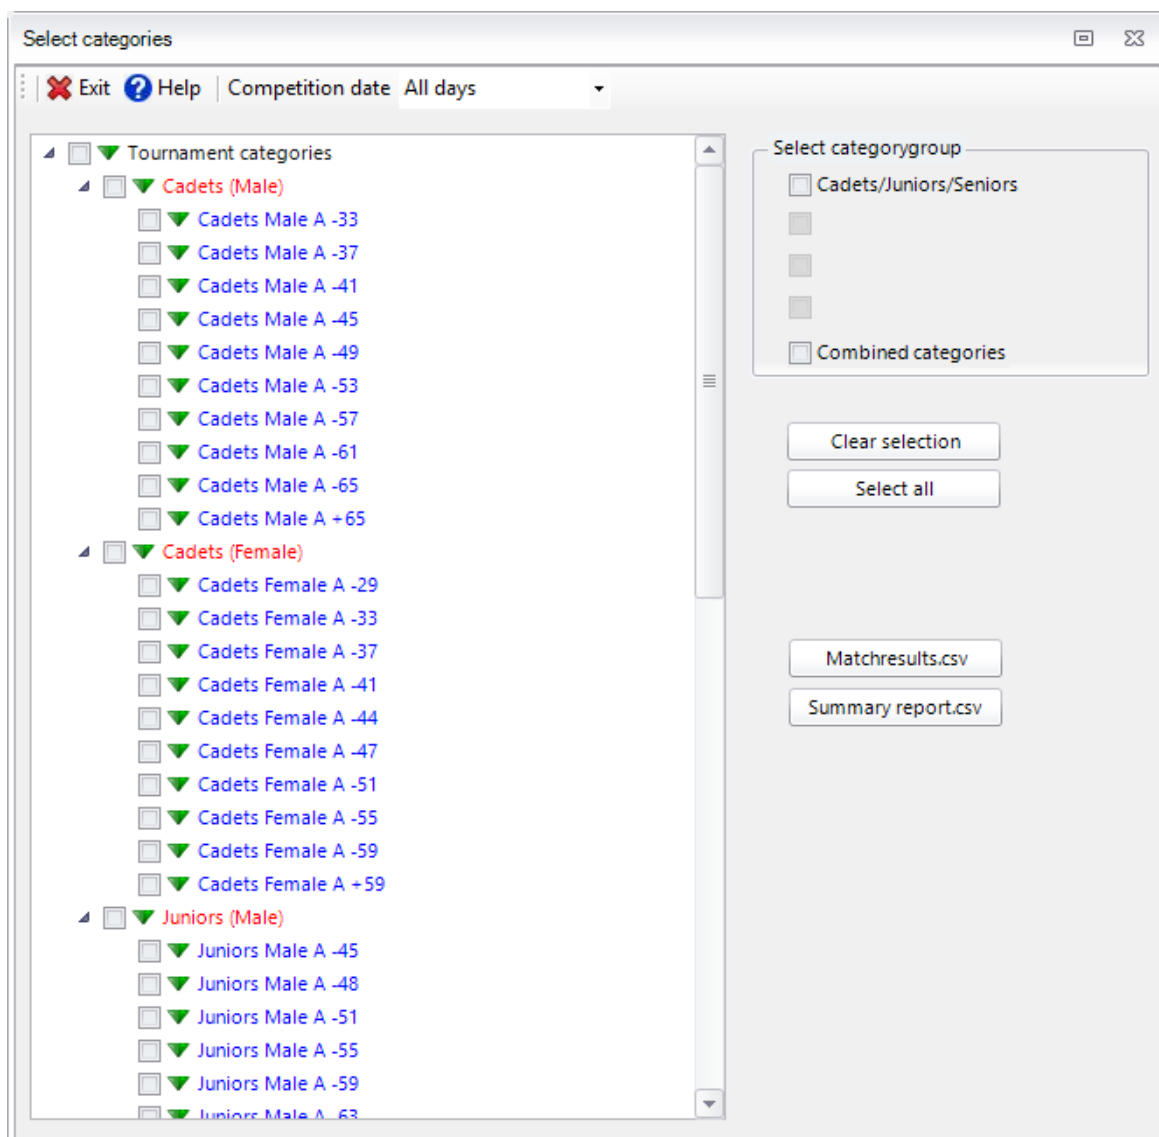 Select categories
Exit Help Competition date All days
Tournament categories
Cadets (Male)
Cadets Male A -33
Cadets Male A -37
Cadets Male A -41
Cadets Male A -45
Cadets Male A -49
Cadets Male A -53
Cadets Male A -57
Cadets Male A -61
Cadets Male A -65
Cadets Male A +65
Cadets (Female)
Cadets Female A -29
Cadets Female A -33
Cadets Female A -37
Cadets Female A -41
Cadets Female A -44
Cadets Female A -47
Cadets Female A -51
Cadets Female A -55
Cadets Female A -59
Cadets Female A +59
Juniors (Male)
Juniors Male A -45
Juniors Male A -48
Juniors Male A -51
Juniors Male A -55
Juniors Male A -59
Juniors Male A -63
Select categorygroup
Cadets/Juniors/Seniors
Combined categories
Clear selection
Select all
Matchresults.csv
Summary report.csv